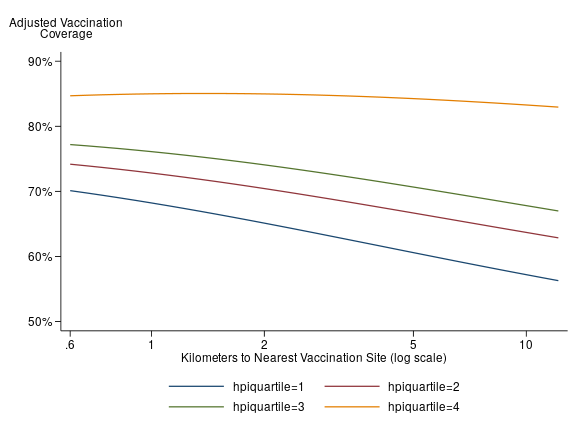 Adjusted Vaccination
Coverage
90%
80%
70%
60%
50%
.6 1 2 5 10
Kilometers to Nearest Vaccination Site (log scale)
hpiquartile=1 hpiquartile=2
hpiquartile=3 hpiquartile=4